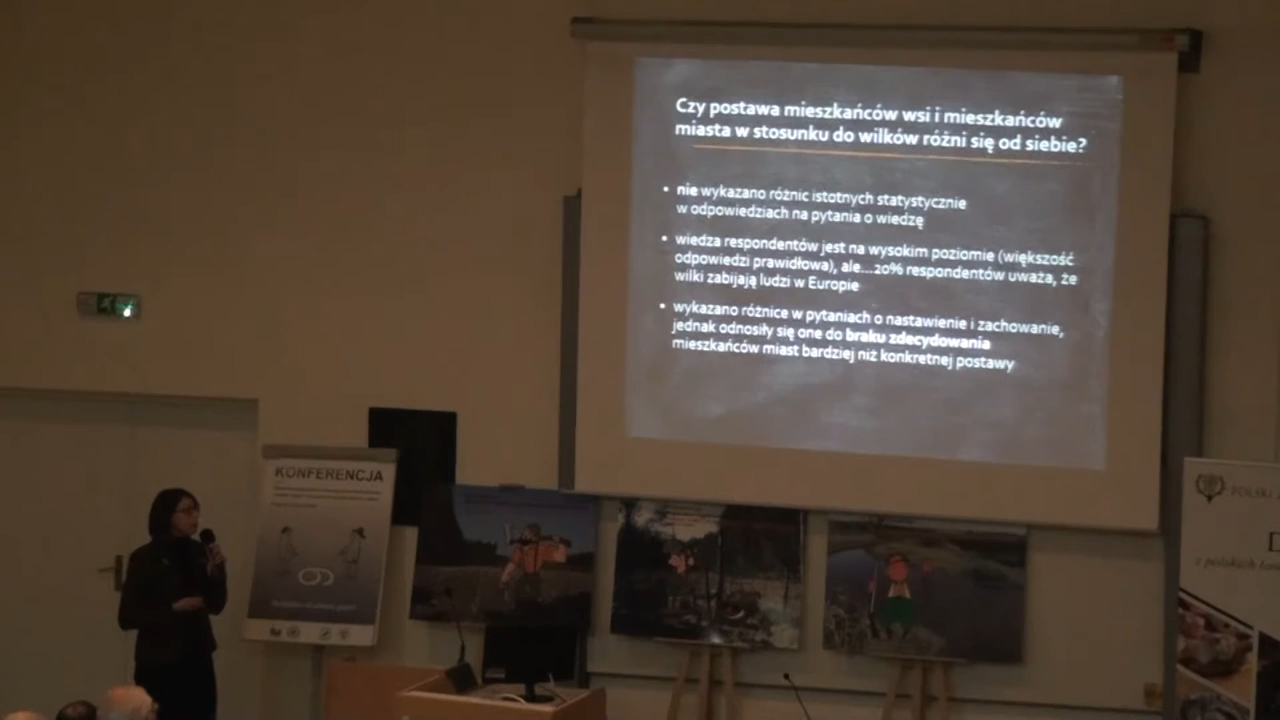 Czy postawa mieszkańców wsi i mieszkańców
miasta w stosunku do wilków różni się od siebie?
• nie wykazano różnic istotnych statystycznie
w odpowiedziach na pytania o wiedzę
• wiedza respondentów jest na wysokim poziomie (większość
odpowiedzi prawidłowa), ale...20% respondentów uważa, że
wilki zabijają ludzi w Europie
• wykazano różnice w pytaniach o nastawienie i zachowanie,
jednak odnosiły się one do braku zdecydowania
mieszkańców miast bardziej niż konkretnej postawy
KONFERENCJA
POLSKI
z polskich